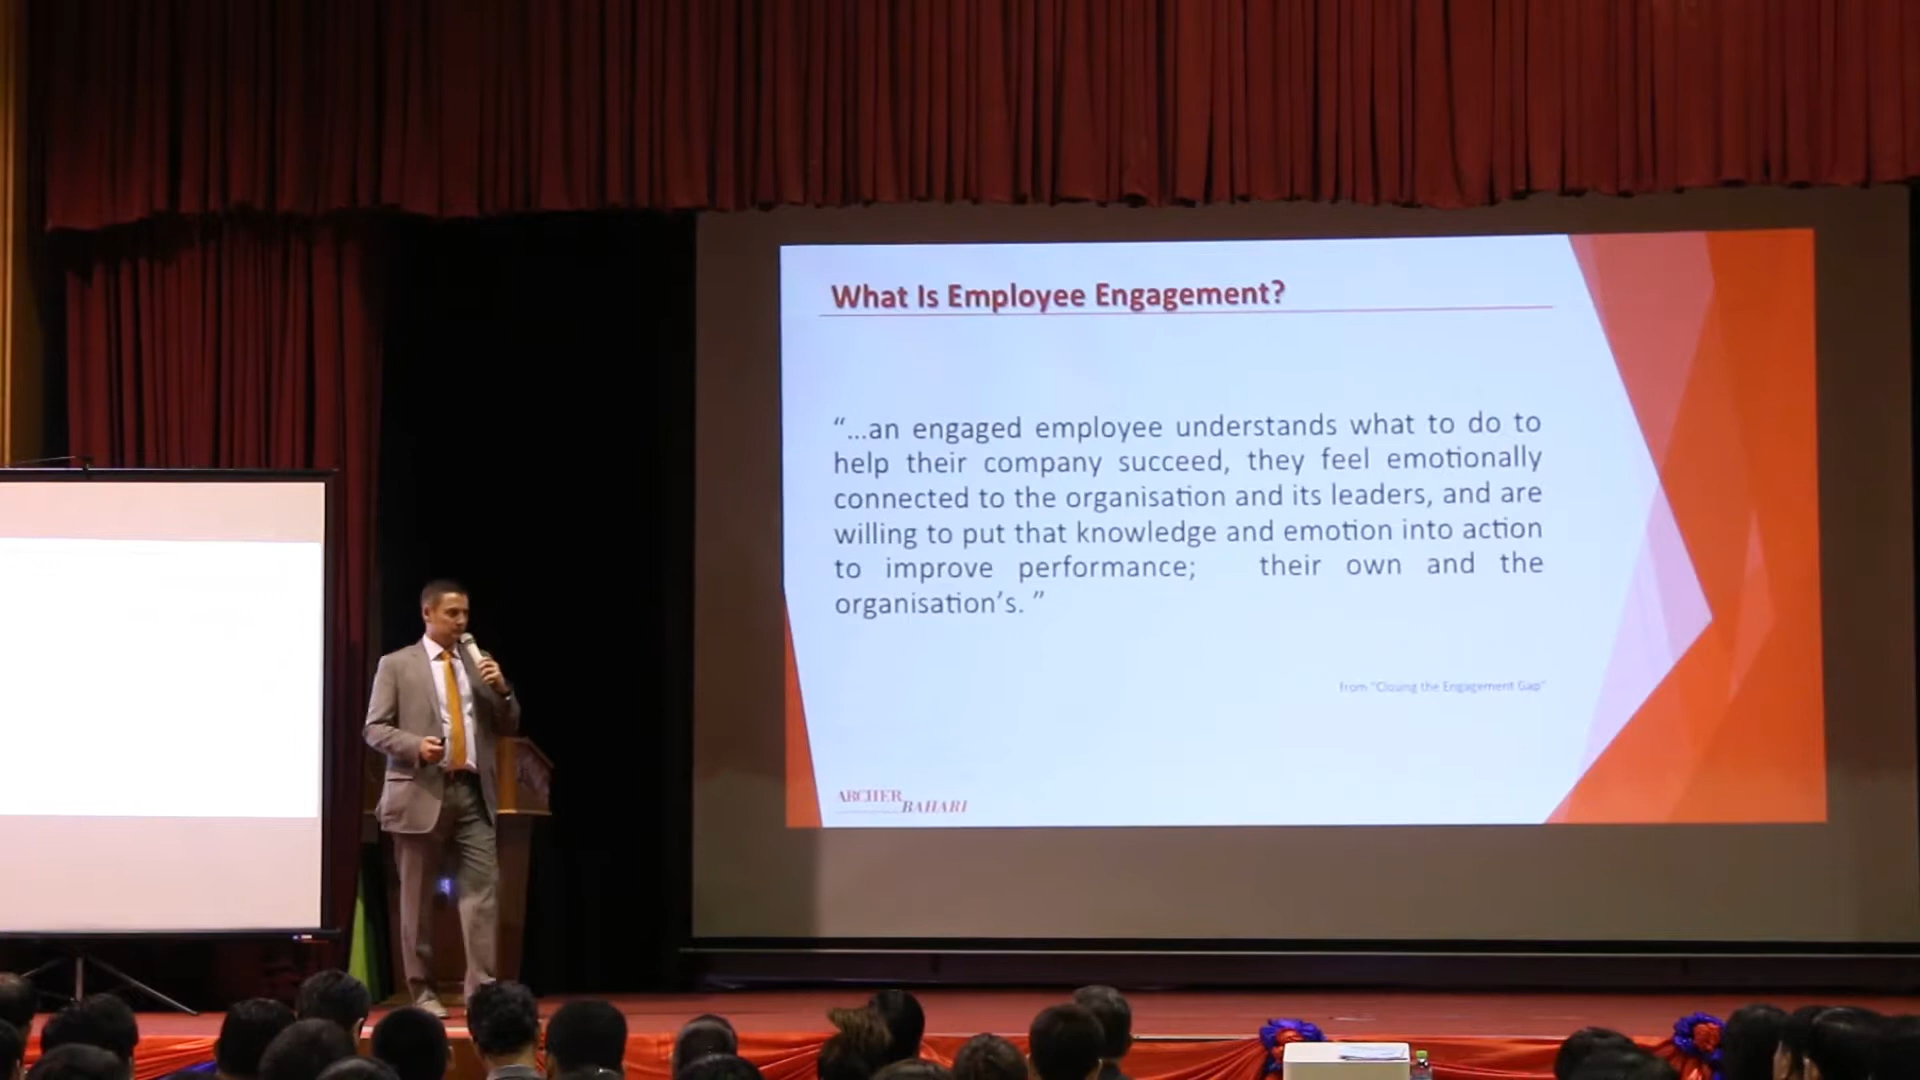 What Is Employee Engagement?
“...an engaged employee understands what to do to
help their company succeed, they feel emotionally
connected to the organisation and its leaders, and are
willing to put that knowledge and emotion into action
to improve performance; their own and the
organisation’s. ”
from "Closing the Engagement Gap"
ARCHER
BAHARI